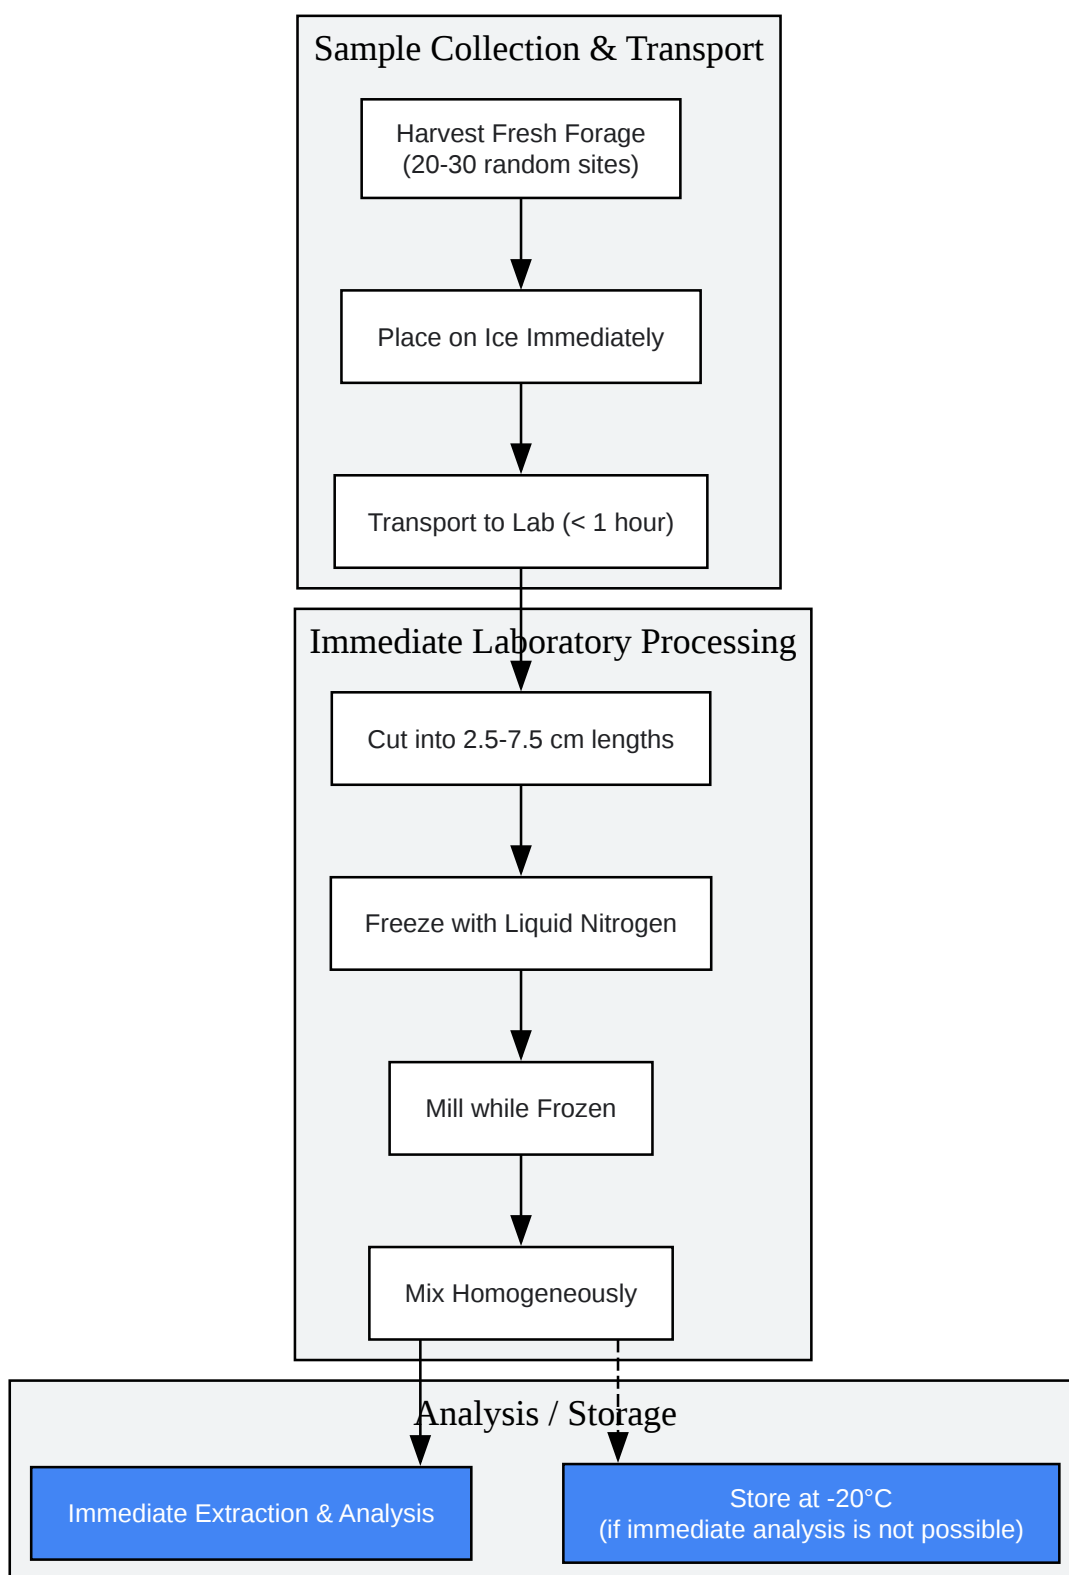 Sample Collection & Transport
Harvest Fresh Forage
(20-30 random sites)
Place on Ice Immediately
Transport to Lab (< 1 hour)
Immediate Laboratory Processing
Cut into 2.5-7.5 cm lengths
Freeze with Liquid Nitrogen
Mill while Frozen
Mix Homogeneously
Analysis / Storage
Immediate Extraction & Analysis
Store at -20°C
(if immediate analysis is not possible)